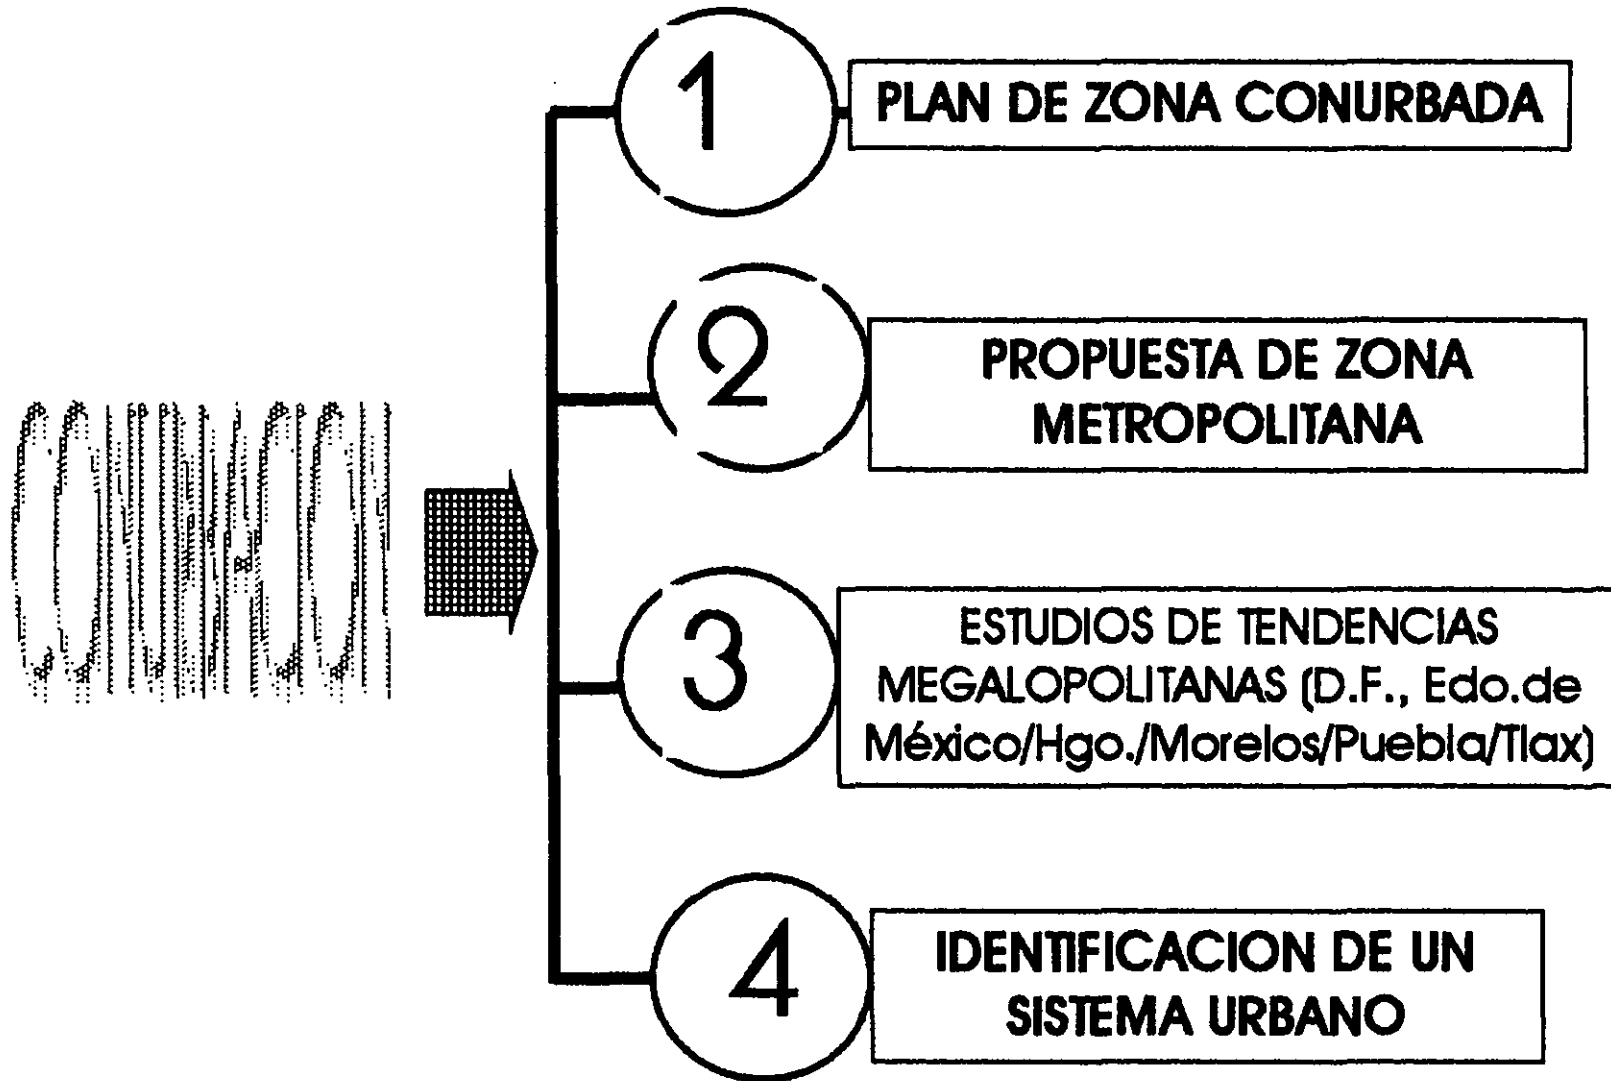 1
PLAN DE ZONA CONURBADA
2
PROPUESTA DE ZONA
METROPOLITANA
3
ESTUDIOS DE TENDENCIAS
MEGALOPOLITANAS (D.F., Edo.de
México/Hgo./Morelos/Puebla/Tlax)
4
IDENTIFICACION DE UN
SISTEMA URBANO